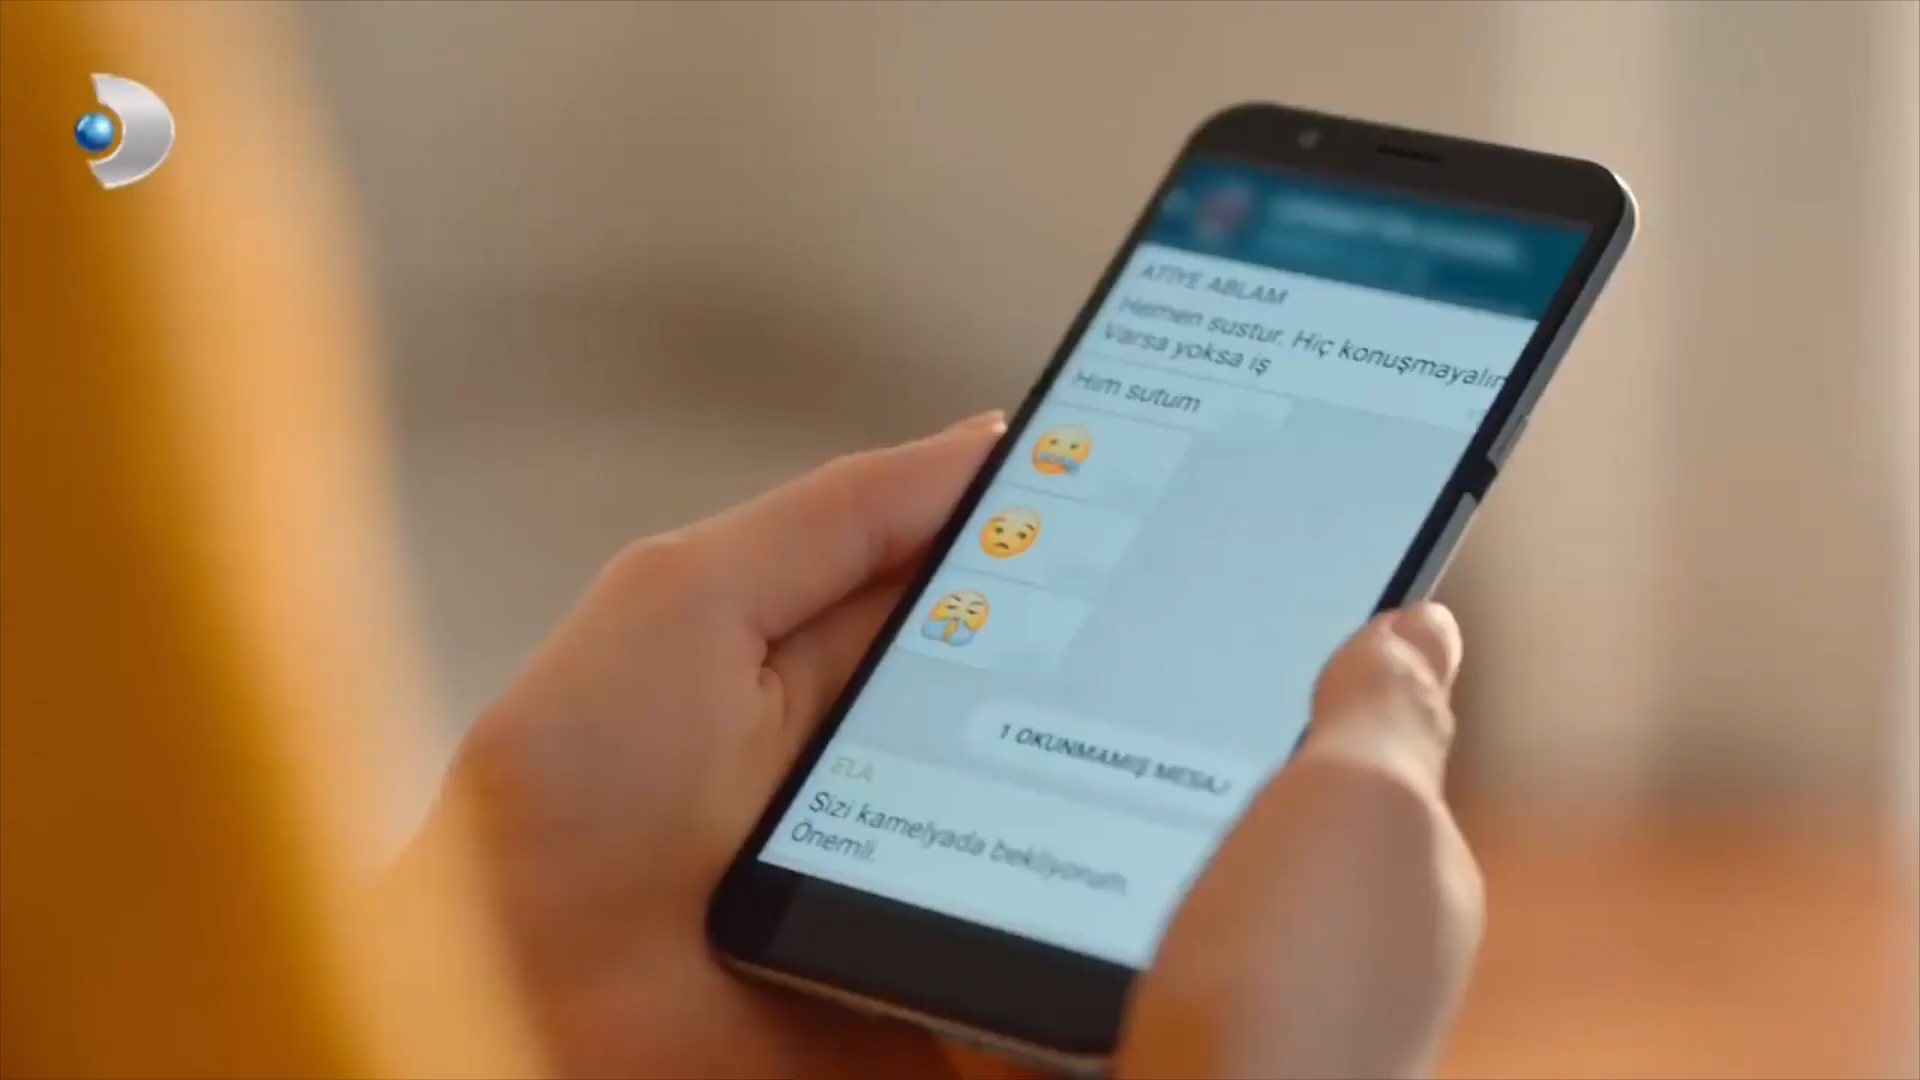 ATİYE ABLAM
Hemen sustur. Hiç konuşmayalım
Varsa yoksa iş
Him sutum
1 OKUNMAMIŞ MESAJ
ELA
Sizi kamelyada bekliyorum
Önemli.